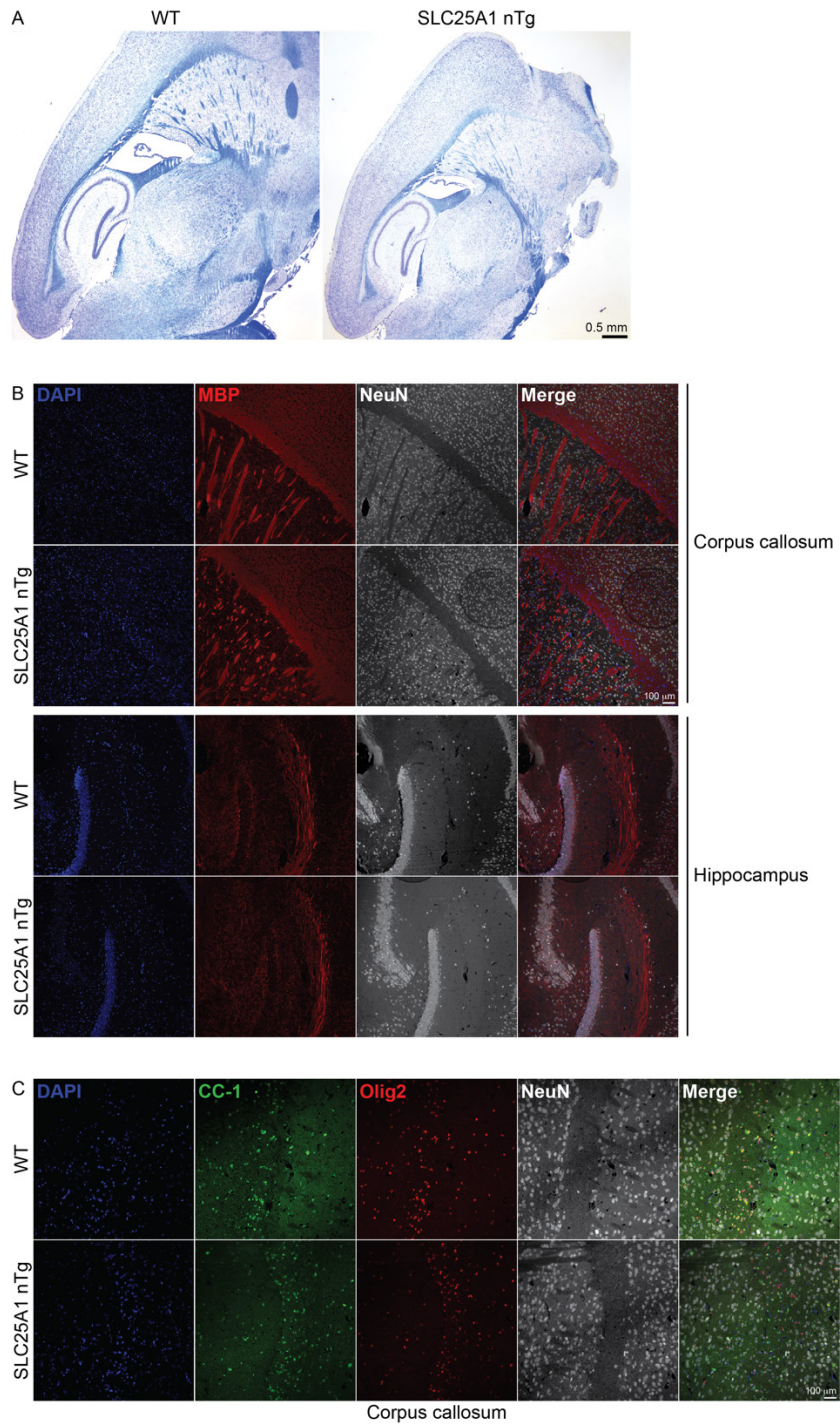 A
WT
SLC25A1 nTg
0.5 mm
B
DAPI
MBP
NeuN
Merge
WT
SLC25A1 nTg
100 µm
Corpus callosum
WT
SLC25A1 nTg
Hippocampus
C
DAPI
CC-1
Olig2
NeuN
Merge
WT
SLC25A1 nTg
100 µm
Corpus callosum